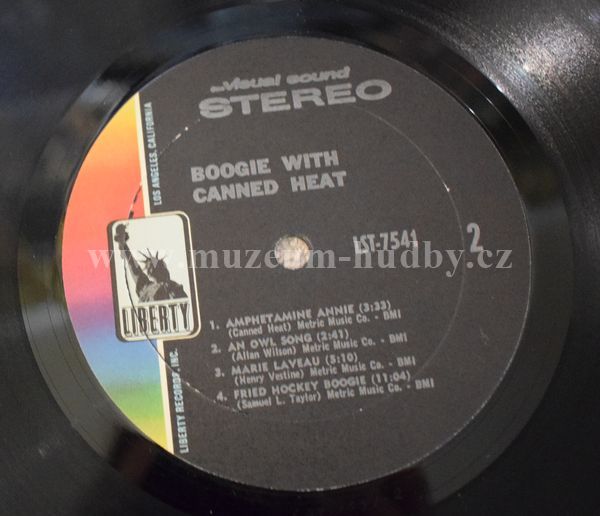 visual sound
STEREO
BOOGIE WITH
CANNED HEAT
LST-7541
2
LOS ANGELES, CALIFORNIA
LIBERTY
LIBERTY RECORDS, INC.
www.muzeum-hudby.cz
1. AMPHETAMINE ANNIE (3:33)
(Canned Heat) Metric Music Co. - BMI
2. AN OWL SONG (2:41)
(Allan Wilson) Metric Music Co. - BMI
3. MARIE LAVEAU (5:10)
(Henry Vestine) Metric Music Co. - BMI
4. FRIED HOCKEY BOOGIE (11:04)
(Samuel L. Taylor) Metric Music Co. - BMI